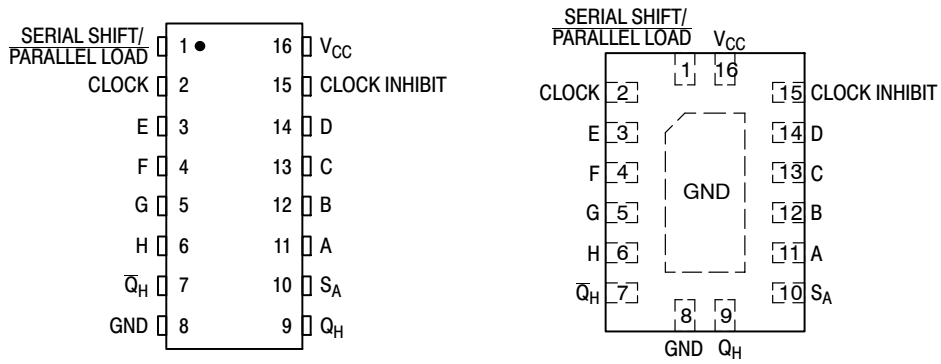 SERIAL SHIFT/
PARALLEL LOAD 1 16 VCC
CLOCK 2 15 CLOCK INHIBIT
E 3 14 D
F 4 13 C
G 5 12 B
H 6 11 A
Q̅H 7 10 SA
GND 8 9 QH
SERIAL SHIFT/
PARALLEL LOAD VCC
1 16
CLOCK 2 15 CLOCK INHIBIT
E 3 14 D
F 4 13 C
GND
G 5 12 B
H 6 11 A
Q̅H 7 10 SA
8 9
GND QH